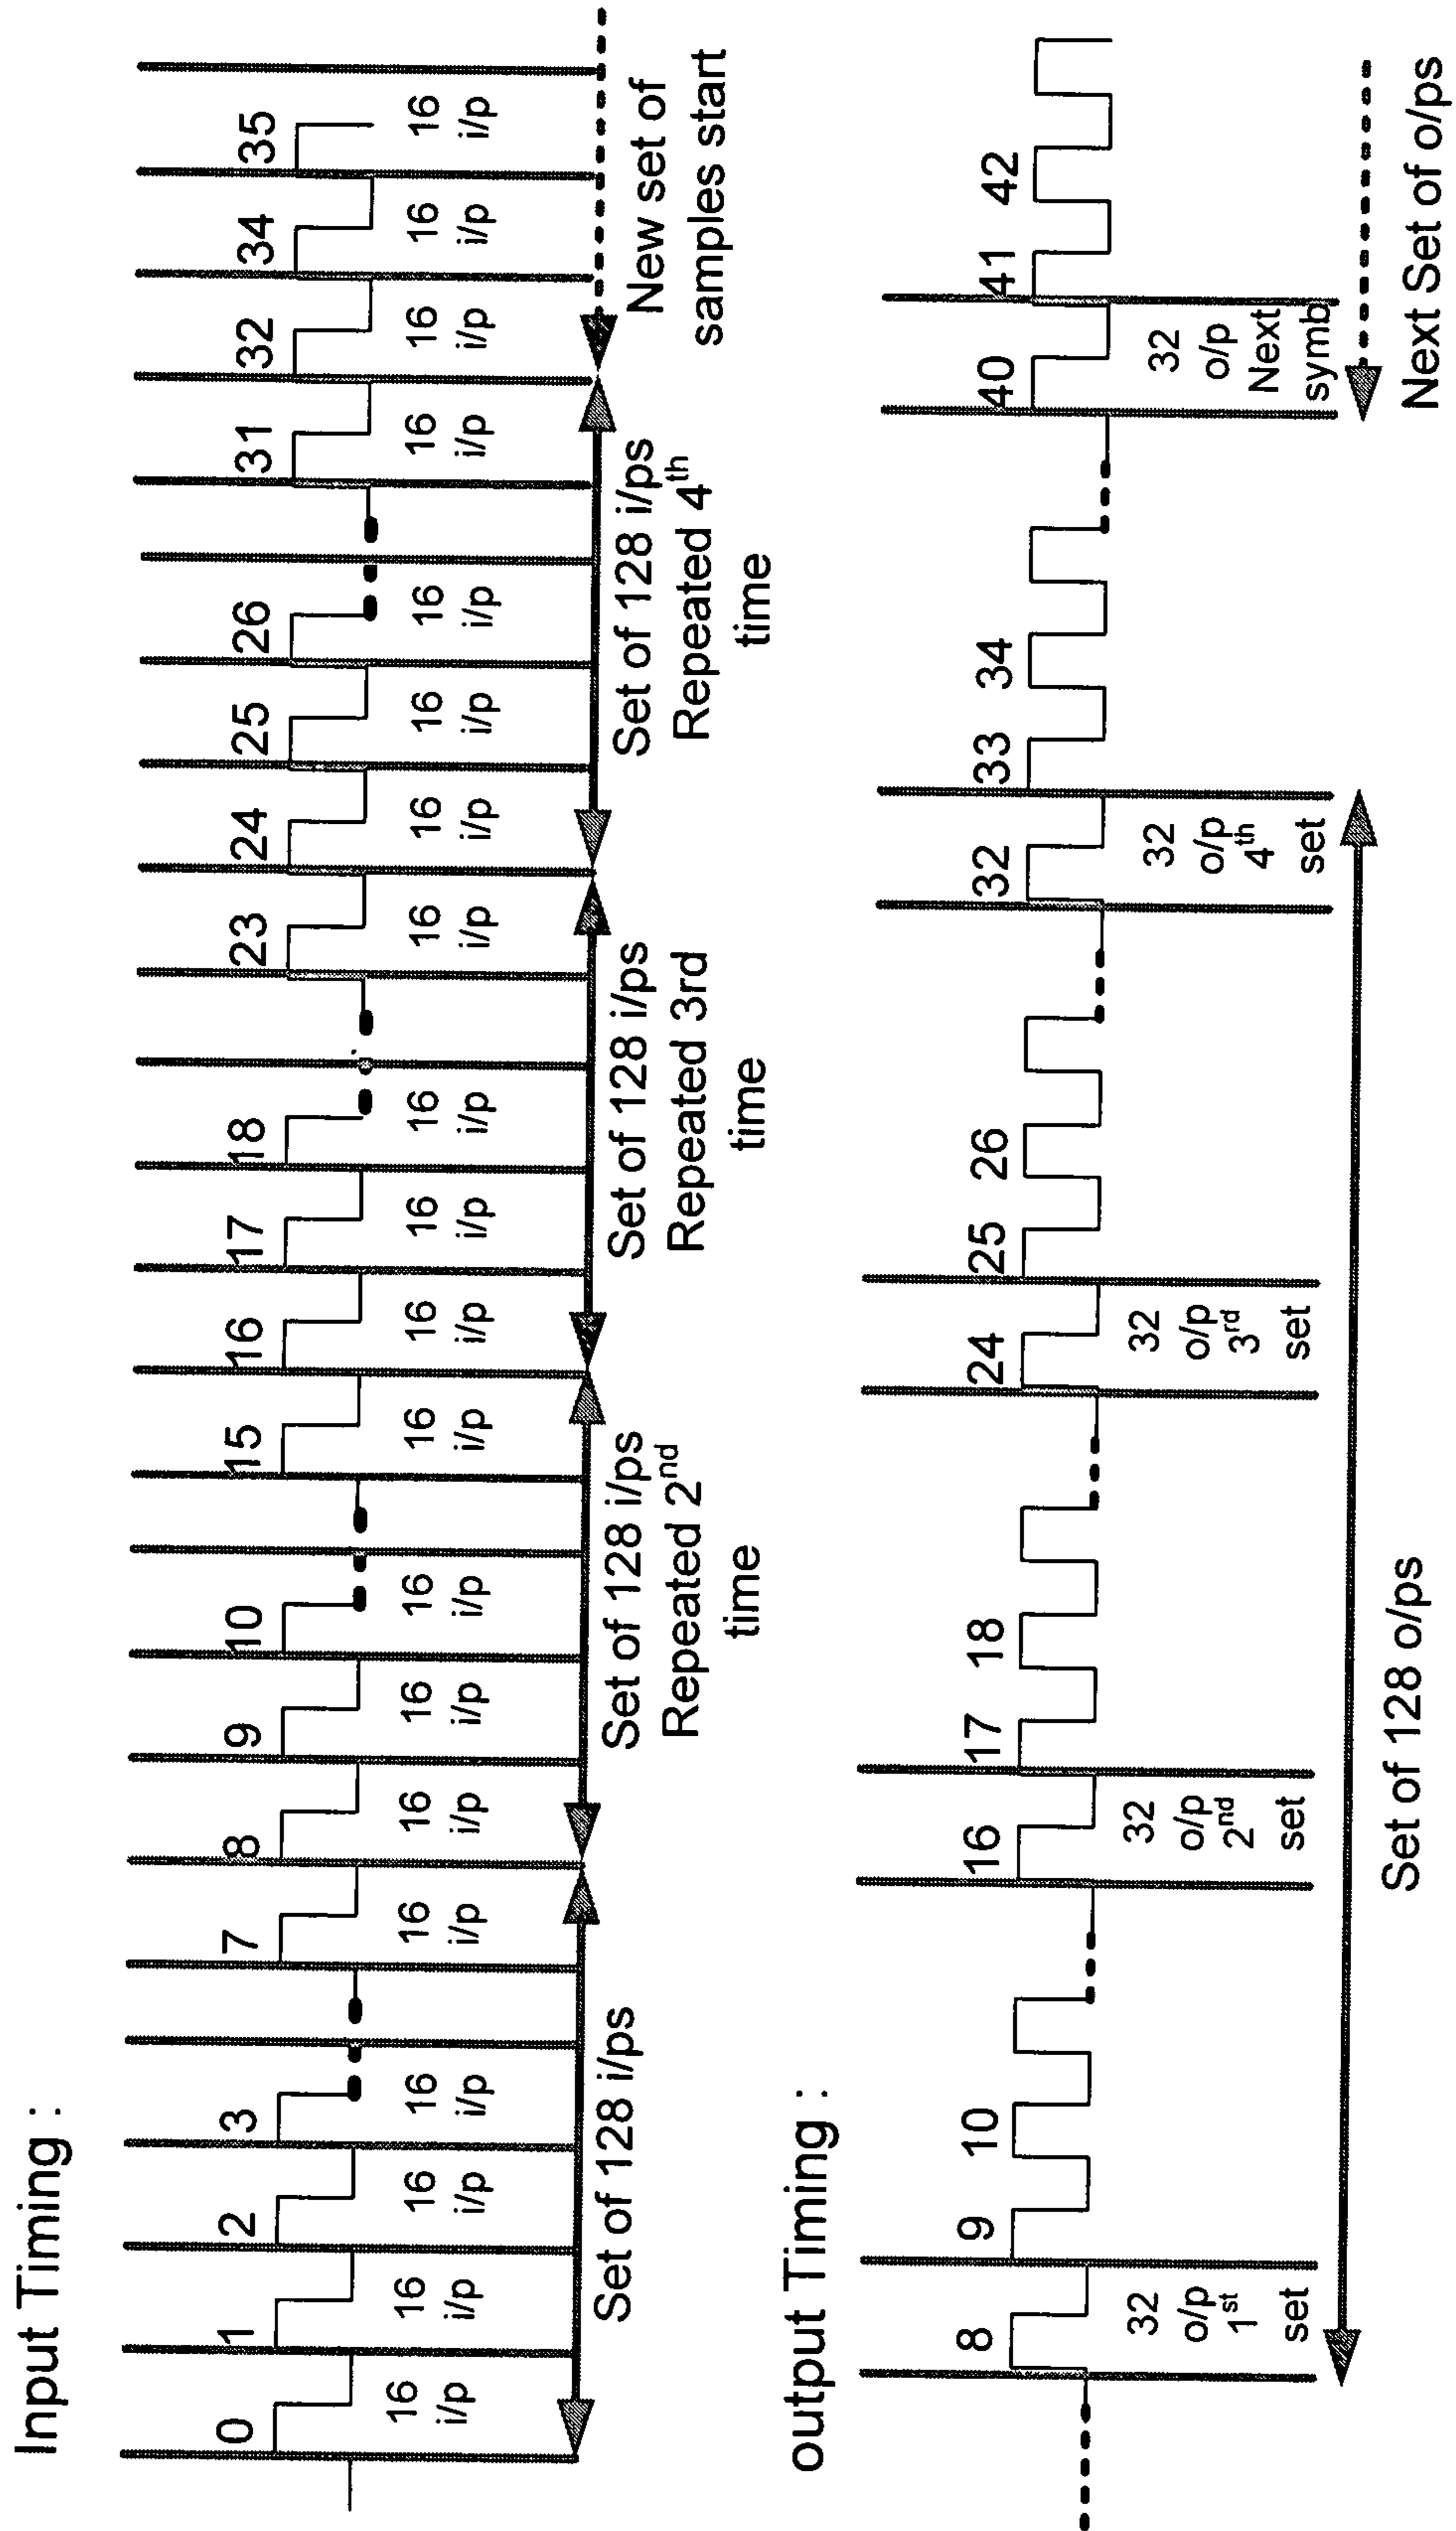 Input Timing :
0 1 2 3 7 8 9 10 15 16 17 18 23 24 25 26 31 32 34 35
16 16 16 16 16 16 16 16 16 16 16 16 16 16 16 16 16 16 16 16
i/p i/p i/p i/p i/p i/p i/p i/p i/p i/p i/p i/p i/p i/p i/p i/p i/p i/p i/p i/p
Set of 128 i/ps
Set of 128 i/ps
Repeated 2nd
time
Set of 128 i/ps
Repeated 3rd
time
Set of 128 i/ps
Repeated 4th
time
New set of
samples start
output Timing :
8 9 10 16 17 18 24 25 26 32 33 34 40 41 42
32
o/p
1st
set
32
o/p
2nd
set
32
o/p
3rd
set
32
o/p
4th
set
32
o/p
Next
symb
Set of 128 o/ps
Next Set of o/ps